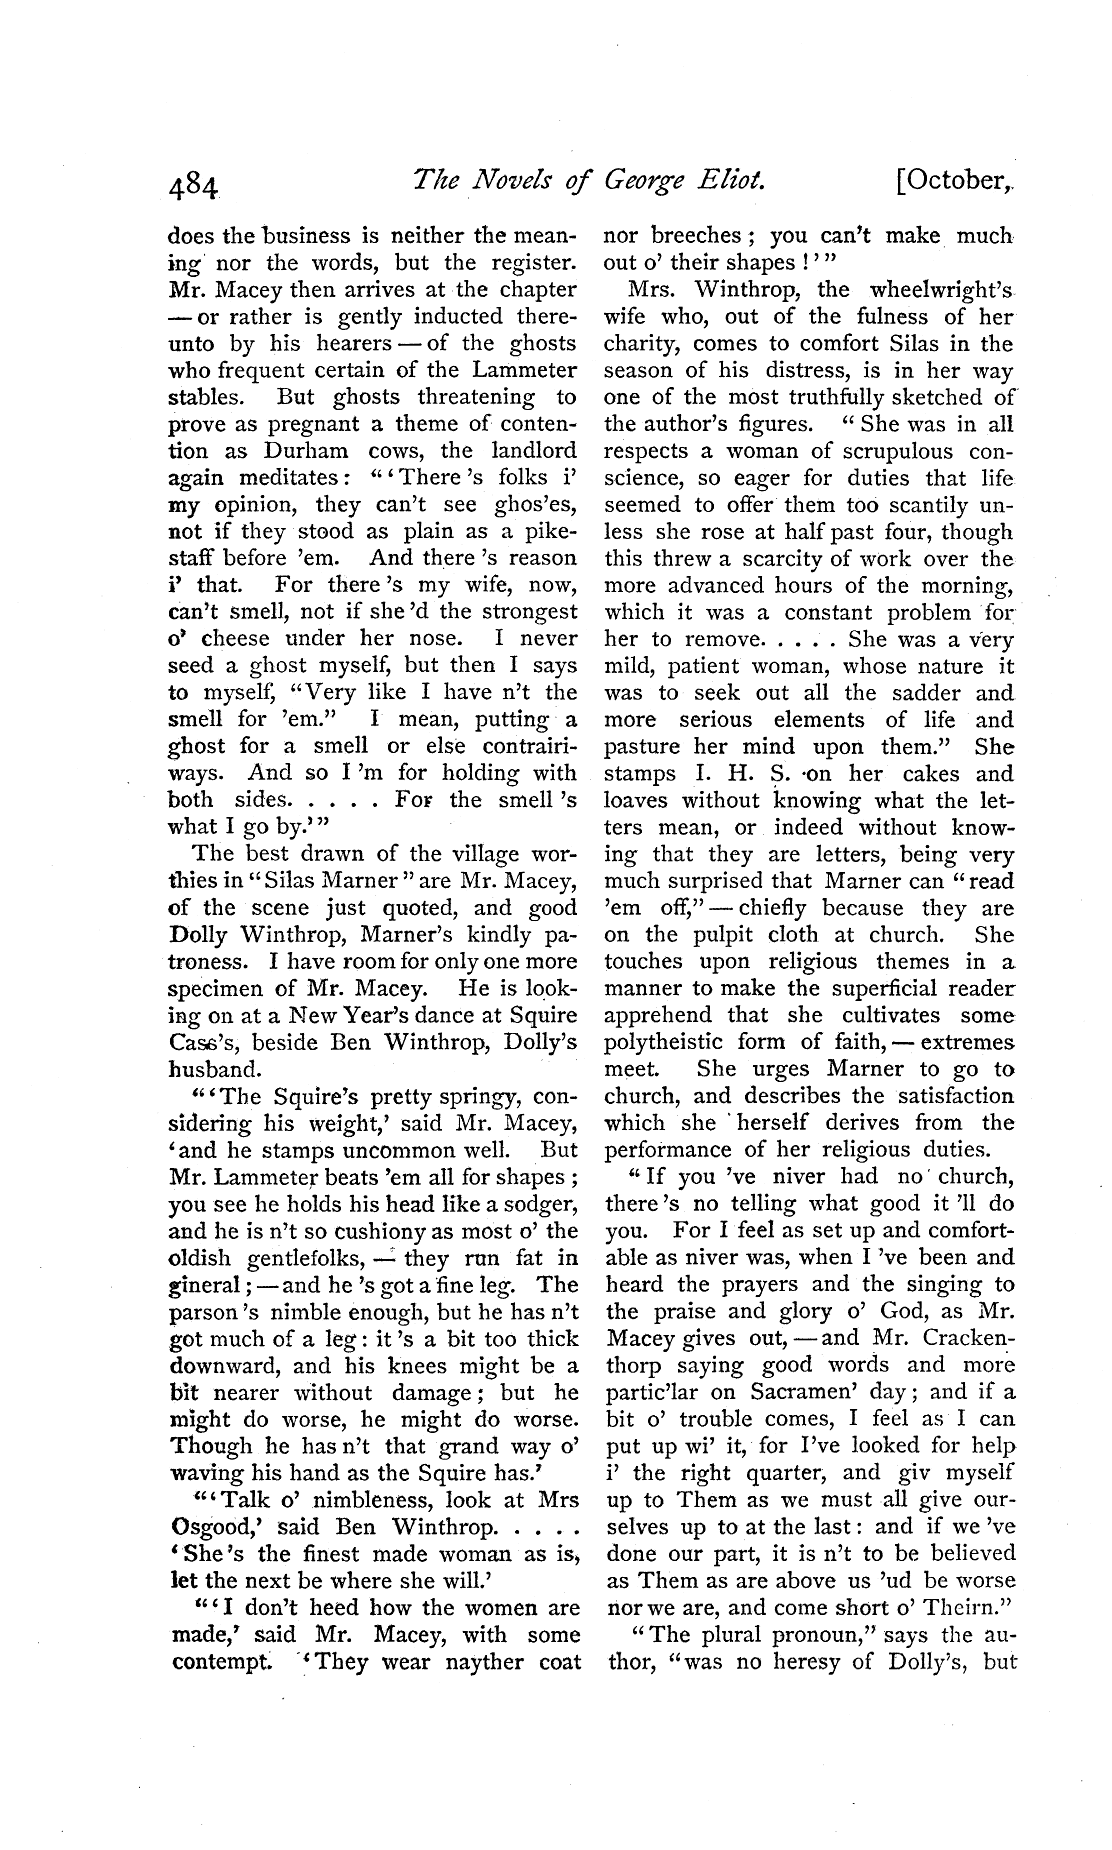 484 The Novels of George Eliot. [October,
does the business is neither the mean-
ing nor the words, but the register.
Mr. Macey then arrives at the chapter
— or rather is gently inducted there-
unto by his hearers — of the ghosts
who frequent certain of the Lammeter
stables. But ghosts threatening to
prove as pregnant a theme of conten-
tion as Durham cows, the landlord
again meditates: "'There 's folks i'
my opinion, they can't see ghos'es,
not if they stood as plain as a pike-
staff before 'em. And there 's reason
i' that. For there 's my wife, now,
can't smell, not if she 'd the strongest
o' cheese under her nose. I never
seed a ghost myself, but then I says
to myself, "Very like I have n't the
smell for 'em." I mean, putting a
ghost for a smell or else contrairi-
ways. And so I 'm for holding with
both sides. . . . . For the smell 's
what I go by.'"
The best drawn of the village wor-
thies in "Silas Marner" are Mr. Macey,
of the scene just quoted, and good
Dolly Winthrop, Marner's kindly pa-
troness. I have room for only one more
specimen of Mr. Macey. He is look-
ing on at a New Year's dance at Squire
Cass's, beside Ben Winthrop, Dolly's
husband.
"'The Squire's pretty springy, con-
sidering his weight,' said Mr. Macey,
'and he stamps uncommon well. But
Mr. Lammeter beats 'em all for shapes ;
you see he holds his head like a sodger,
and he is n't so cushiony as most o' the
oldish gentlefolks, — they run fat in
gineral ; — and he 's got a fine leg. The
parson 's nimble enough, but he has n't
got much of a leg : it 's a bit too thick
downward, and his knees might be a
bit nearer without damage ; but he
might do worse, he might do worse.
Though he has n't that grand way o'
waving his hand as the Squire has.'
"'Talk o' nimbleness, look at Mrs
Osgood,' said Ben Winthrop. . . . .
'She 's the finest made woman as is,
let the next be where she will.'
"'I don't heed how the women are
made,' said Mr. Macey, with some
contempt. 'They wear nayther coat
nor breeches ; you can't make much
out o' their shapes !'"
Mrs. Winthrop, the wheelwright's
wife who, out of the fulness of her
charity, comes to comfort Silas in the
season of his distress, is in her way
one of the most truthfully sketched of
the author's figures. "She was in all
respects a woman of scrupulous con-
science, so eager for duties that life
seemed to offer them too scantily un-
less she rose at half past four, though
this threw a scarcity of work over the
more advanced hours of the morning,
which it was a constant problem for
her to remove. . . . . She was a very
mild, patient woman, whose nature it
was to seek out all the sadder and
more serious elements of life and
pasture her mind upon them." She
stamps I. H. S. on her cakes and
loaves without knowing what the let-
ters mean, or indeed without know-
ing that they are letters, being very
much surprised that Marner can "read
'em off," — chiefly because they are
on the pulpit cloth at church. She
touches upon religious themes in a
manner to make the superficial reader
apprehend that she cultivates some
polytheistic form of faith, — extremes
meet. She urges Marner to go to
church, and describes the satisfaction
which she herself derives from the
performance of her religious duties.
"If you 've niver had no church,
there 's no telling what good it 'll do
you. For I feel as set up and comfort-
able as niver was, when I 've been and
heard the prayers and the singing to
the praise and glory o' God, as Mr.
Macey gives out, — and Mr. Cracken-
thorp saying good words and more
partic'lar on Sacramen' day ; and if a
bit o' trouble comes, I feel as I can
put up wi' it, for I've looked for help
i' the right quarter, and giv myself
up to Them as we must all give our-
selves up to at the last : and if we 've
done our part, it is n't to be believed
as Them as are above us 'ud be worse
nor we are, and come short o' Theirn."
"The plural pronoun," says the au-
thor, "was no heresy of Dolly's, but